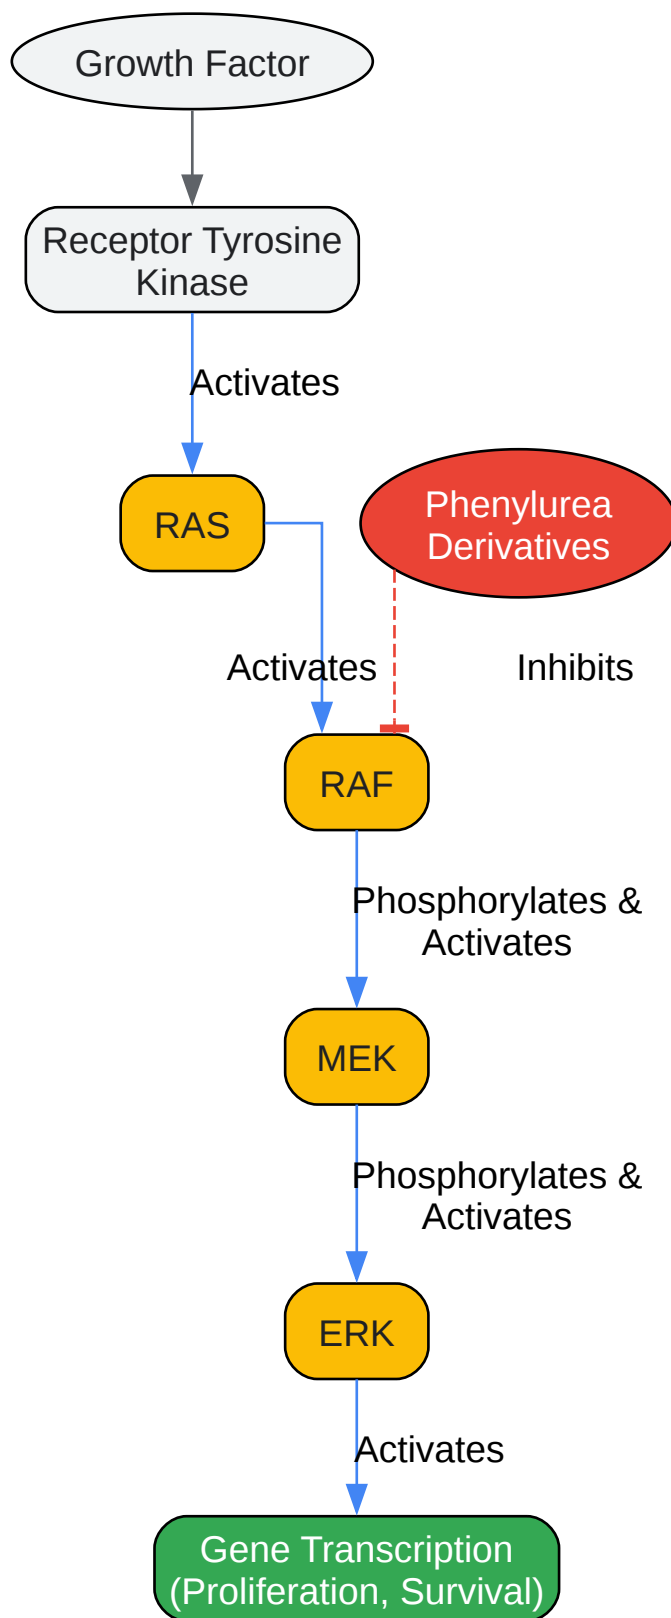 Growth Factor
Receptor Tyrosine
Kinase
Activates
RAS
Phenylurea
Derivatives
Activates
Inhibits
RAF
Phosphorylates &
Activates
MEK
Phosphorylates &
Activates
ERK
Activates
Gene Transcription
(Proliferation, Survival)